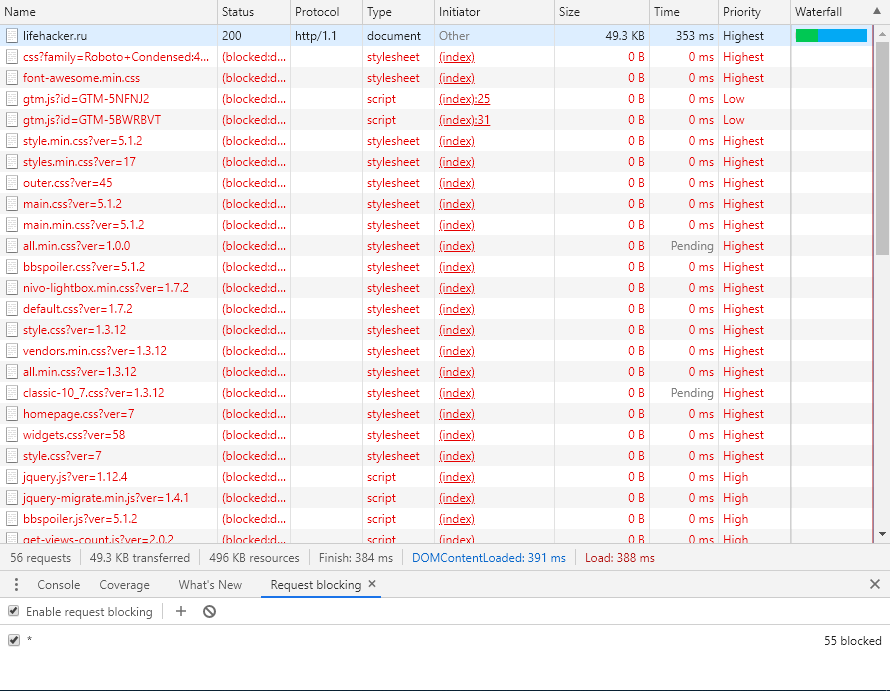 Name Status Protocol Type Initiator Size Time Priority Waterfall
lifehacker.ru 200 http/1.1 document Other 49.3 KB 353 ms Highest
css?family=Roboto+Condensed:4... (blocked:d... stylesheet (index) 0 B 0 ms Highest
font-awesome.min.css (blocked:d... stylesheet (index) 0 B 0 ms Highest
gtm.js?id=GTM-5NFNJ2 (blocked:d... script (index):25 0 B 0 ms Low
gtm.js?id=GTM-5BWRBVT (blocked:d... script (index):31 0 B 0 ms Low
style.min.css?ver=5.1.2 (blocked:d... stylesheet (index) 0 B 0 ms Highest
styles.min.css?ver=17 (blocked:d... stylesheet (index) 0 B 0 ms Highest
outer.css?ver=45 (blocked:d... stylesheet (index) 0 B 0 ms Highest
main.css?ver=5.1.2 (blocked:d... stylesheet (index) 0 B 0 ms Highest
main.min.css?ver=5.1.2 (blocked:d... stylesheet (index) 0 B 0 ms Highest
all.min.css?ver=1.0.0 (blocked:d... stylesheet (index) 0 B Pending Highest
bbspoiler.css?ver=5.1.2 (blocked:d... stylesheet (index) 0 B 0 ms Highest
nivo-lightbox.min.css?ver=1.7.2 (blocked:d... stylesheet (index) 0 B 0 ms Highest
default.css?ver=1.7.2 (blocked:d... stylesheet (index) 0 B 0 ms Highest
style.css?ver=1.3.12 (blocked:d... stylesheet (index) 0 B 0 ms Highest
vendors.min.css?ver=1.3.12 (blocked:d... stylesheet (index) 0 B 0 ms Highest
all.min.css?ver=1.3.12 (blocked:d... stylesheet (index) 0 B 0 ms Highest
classic-10_7.css?ver=1.3.12 (blocked:d... stylesheet (index) 0 B Pending Highest
homepage.css?ver=7 (blocked:d... stylesheet (index) 0 B 0 ms Highest
widgets.css?ver=58 (blocked:d... stylesheet (index) 0 B 0 ms Highest
style.css?ver=7 (blocked:d... stylesheet (index) 0 B 0 ms Highest
jquery.js?ver=1.12.4 (blocked:d... script (index) 0 B 0 ms High
jquery-migrate.min.js?ver=1.4.1 (blocked:d... script (index) 0 B 0 ms High
bbspoiler.js?ver=5.1.2 (blocked:d... script (index) 0 B 0 ms High
get-views-count.js?ver=2.0.2 (blocked:d... script (index) 0 B 0 ms High
56 requests 49.3 KB transferred 496 KB resources Finish: 384 ms DOMContentLoaded: 391 ms Load: 388 ms
Console Coverage What's New Request blocking ×
Enable request blocking
* 55 blocked